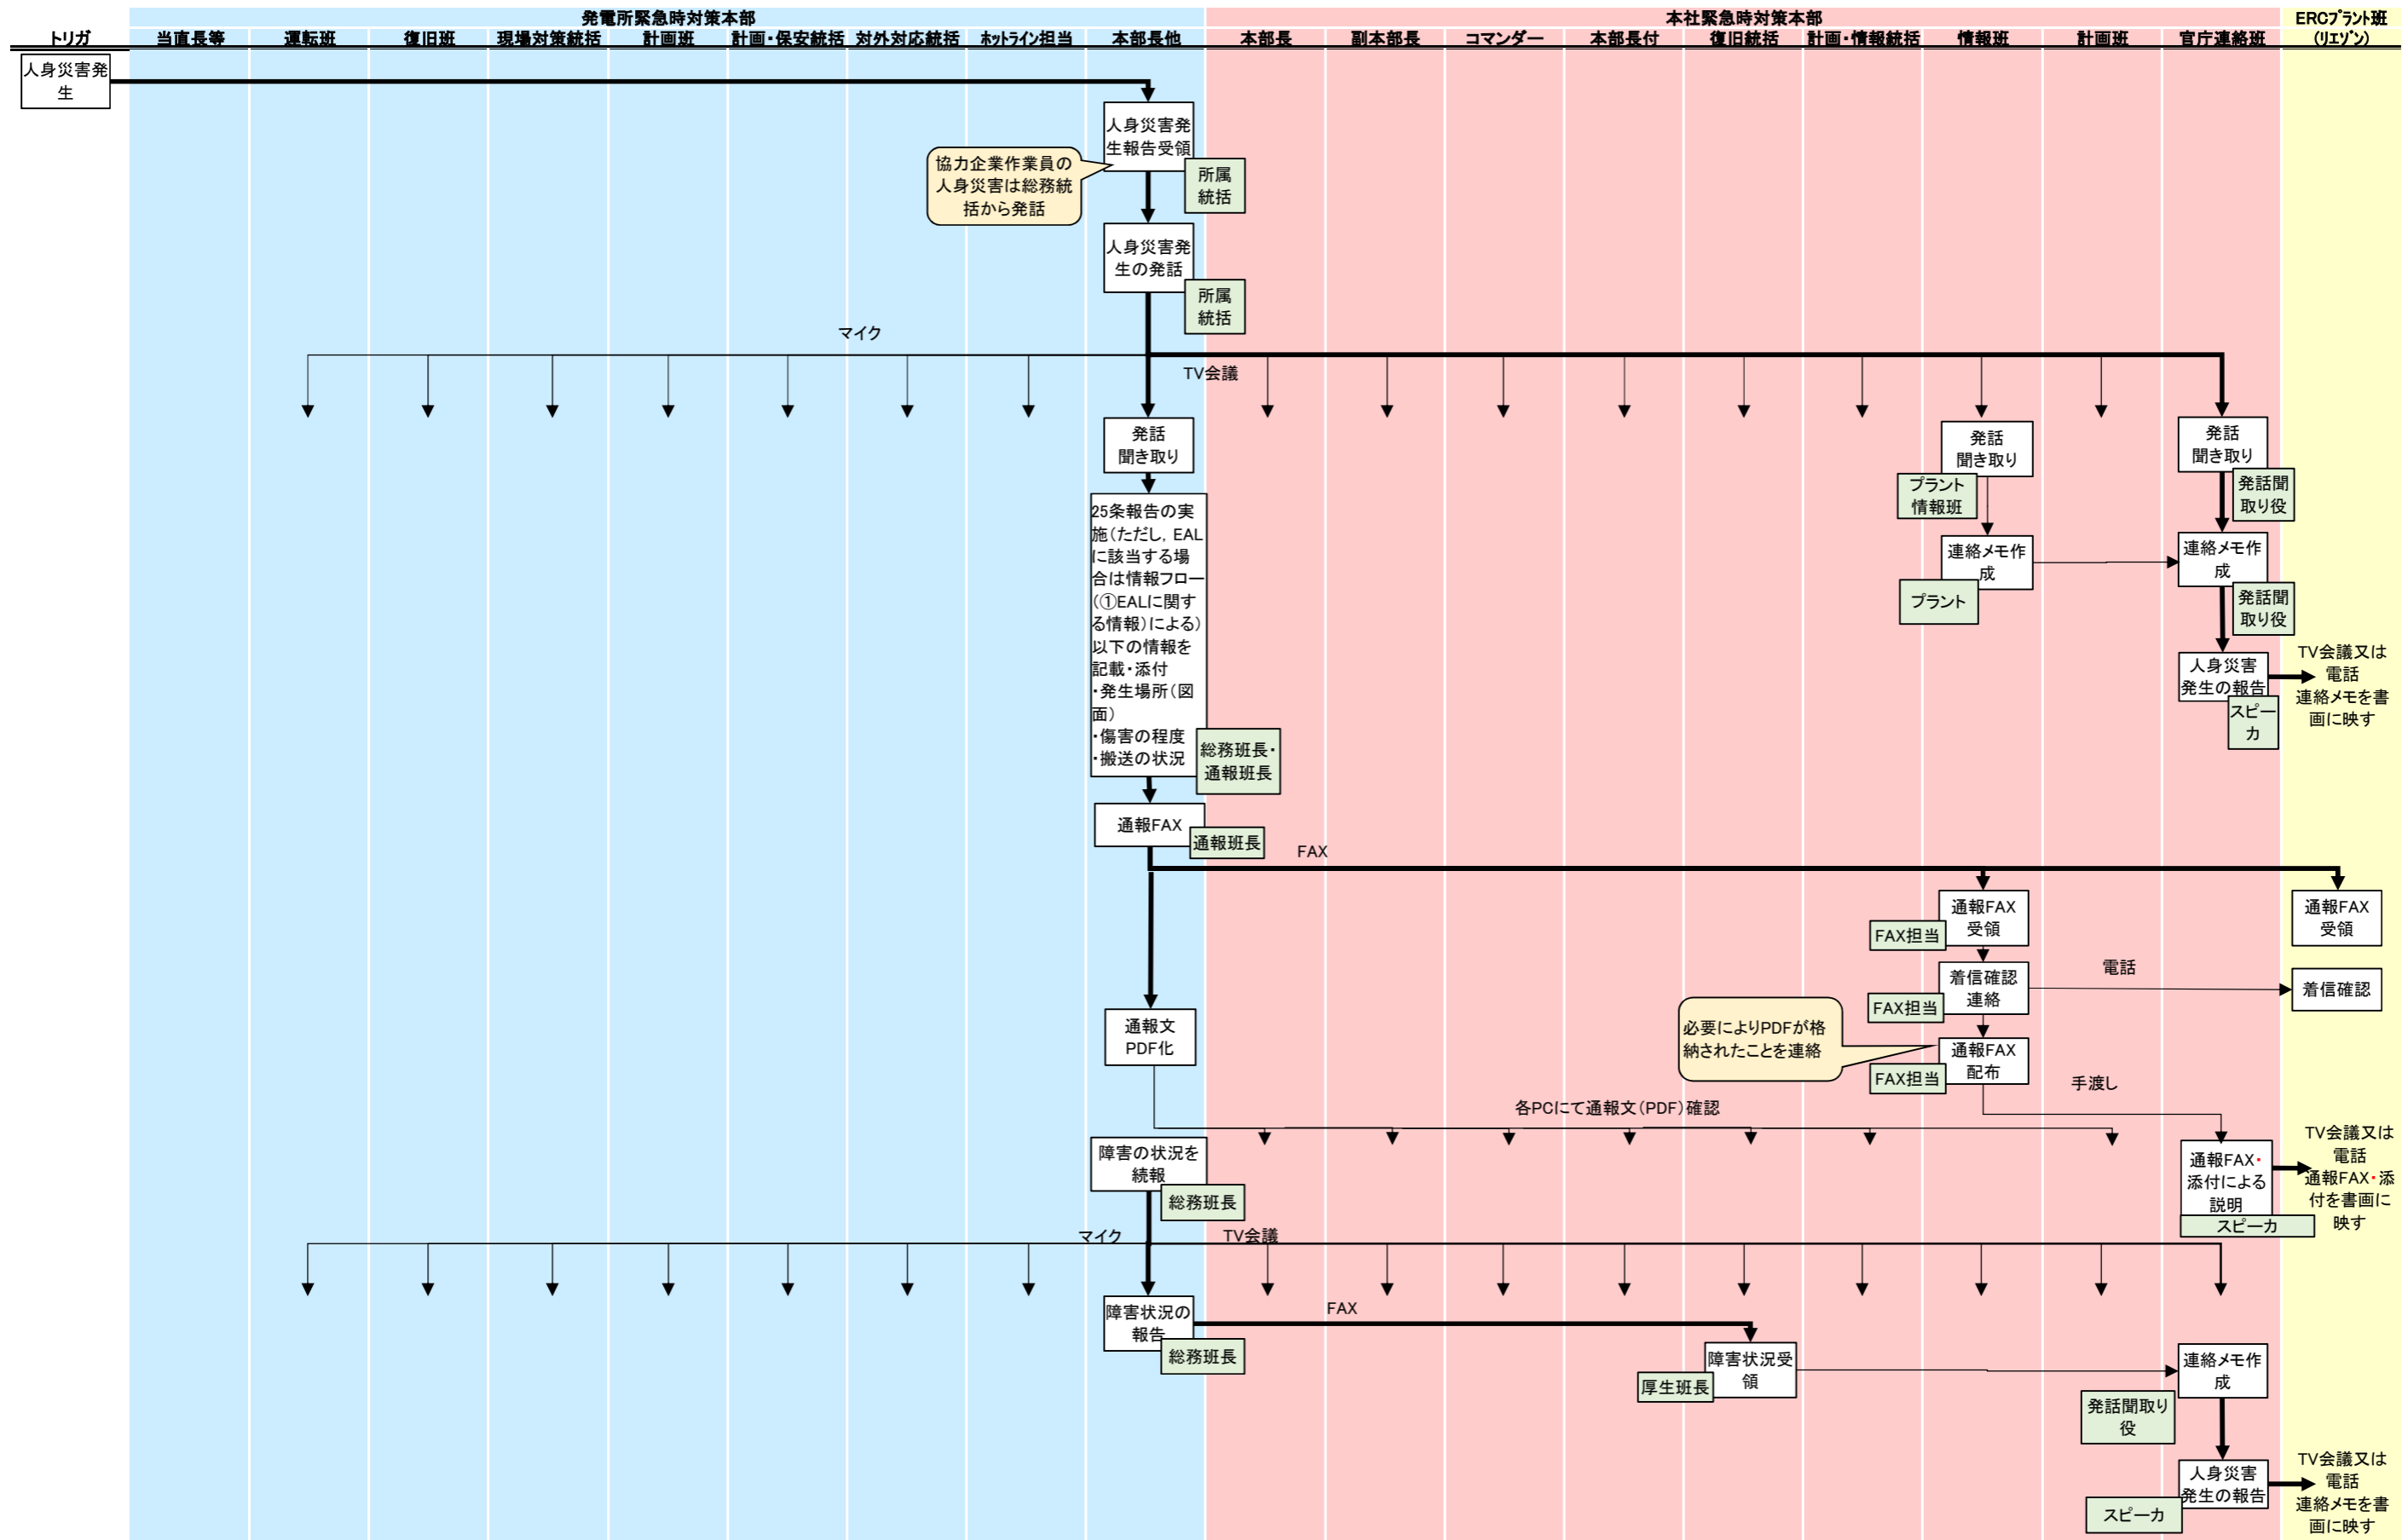 発電所緊急時対策本部
本社緊急時対策本部
ERCプラント班
(リエゾン)
トリガ
当直長等
運転班
復旧班
現場対策統括
計画班
計画・保安統括
対外対応統括
ホットライン担当
本部長他
本部長
副本部長
コマンダー
本部長付
復旧統括
計画・情報統括
情報班
計画班
官庁連絡班
人身災害発
生
人身災害発
生報告受領
所属
統括
協力企業作業員の
人身災害は総務統
括から発話
人身災害発
生の発話
所属
統括
マイク
TV会議
発話
聞き取り
発話
聞き取り
プラント
情報班
発話
聞き取り
発話聞
取り役
25条報告の実
施(ただし, EAL
に該当する場
合は情報フロー
(①EALに関す
る情報)による)
以下の情報を
記載・添付
・発生場所(図
面)
・傷害の程度
・搬送の状況
総務班長・
通報班長
連絡メモ作
成
プラント
連絡メモ作
成
発話聞
取り役
人身災害
発生の報告
スピー
カ
TV会議又は
電話
連絡メモを書
画に映す
通報FAX
通報班長
FAX
通報FAX
受領
FAX担当
通報FAX
受領
着信確認
連絡
FAX担当
電話
着信確認
通報文
PDF化
必要によりPDFが格
納されたことを連絡
通報FAX
配布
FAX担当
手渡し
各PCにて通報文(PDF)確認
障害の状況を
続報
総務班長
通報FAX・
添付による
説明
スピーカ
TV会議又は
電話
通報FAX・添
付を書画に
映す
マイク
TV会議
障害状況の
報告
総務班長
FAX
障害状況受
領
厚生班長
連絡メモ作
成
発話聞取り
役
人身災害
発生の報告
スピーカ
TV会議又は
電話
連絡メモを書
画に映す